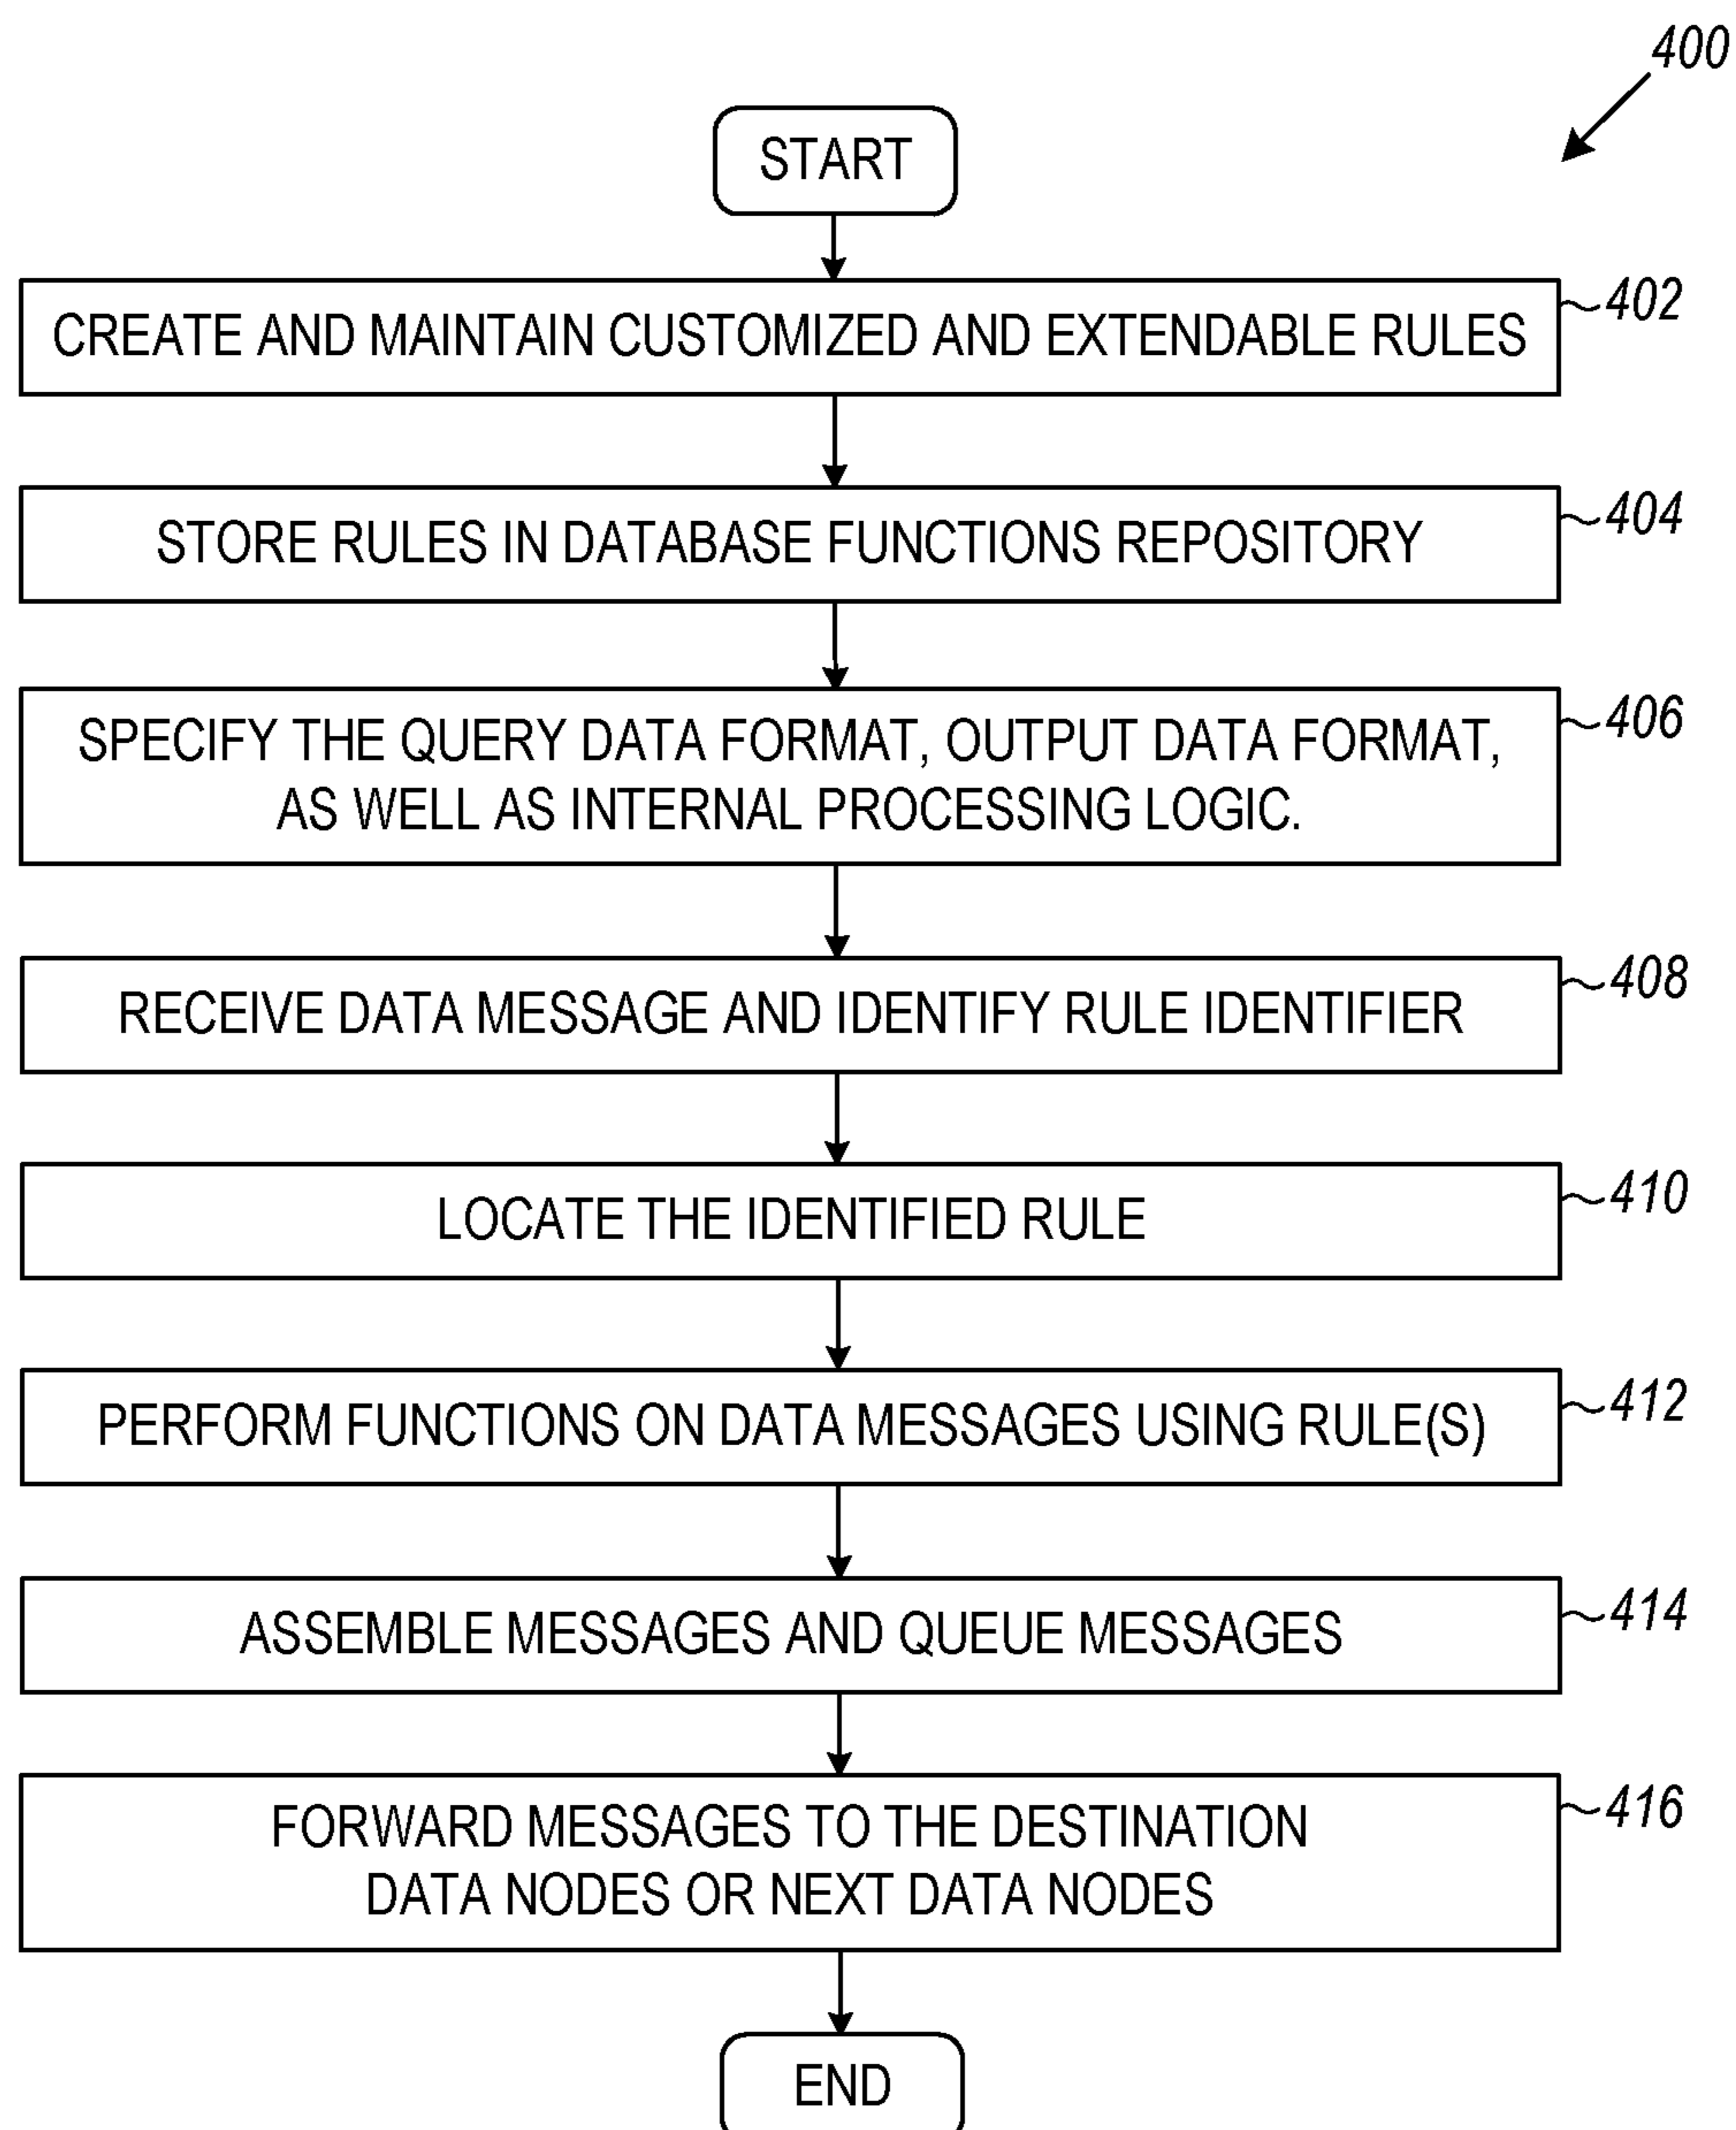 400
START
CREATE AND MAINTAIN CUSTOMIZED AND EXTENDABLE RULES
402
STORE RULES IN DATABASE FUNCTIONS REPOSITORY
404
SPECIFY THE QUERY DATA FORMAT, OUTPUT DATA FORMAT,
AS WELL AS INTERNAL PROCESSING LOGIC.
406
RECEIVE DATA MESSAGE AND IDENTIFY RULE IDENTIFIER
408
LOCATE THE IDENTIFIED RULE
410
PERFORM FUNCTIONS ON DATA MESSAGES USING RULE(S)
412
ASSEMBLE MESSAGES AND QUEUE MESSAGES
414
FORWARD MESSAGES TO THE DESTINATION
DATA NODES OR NEXT DATA NODES
416
END